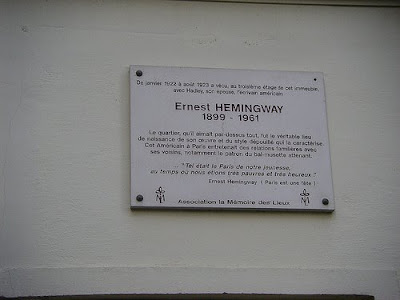 De janvier 1922 à août 1923 a vécu, au troisième étage de cet immeuble,
avec Hadley, son épouse, l'écrivain américain
Ernest HEMINGWAY
1899 - 1961
Le quartier, qu'il aimait par-dessus tout, fut le véritable lieu
de naissance de son œuvre et du style dépouillé qui la caractérise.
Cet Américain à Paris entretenait des relations familières avec
ses voisins, notamment le patron du bal-musette attenant.
"Tel était le Paris de notre jeunesse,
au temps où nous étions très pauvres et très heureux."
Ernest Hemingway ( Paris est une fête )
Association la Mémoire des Lieux